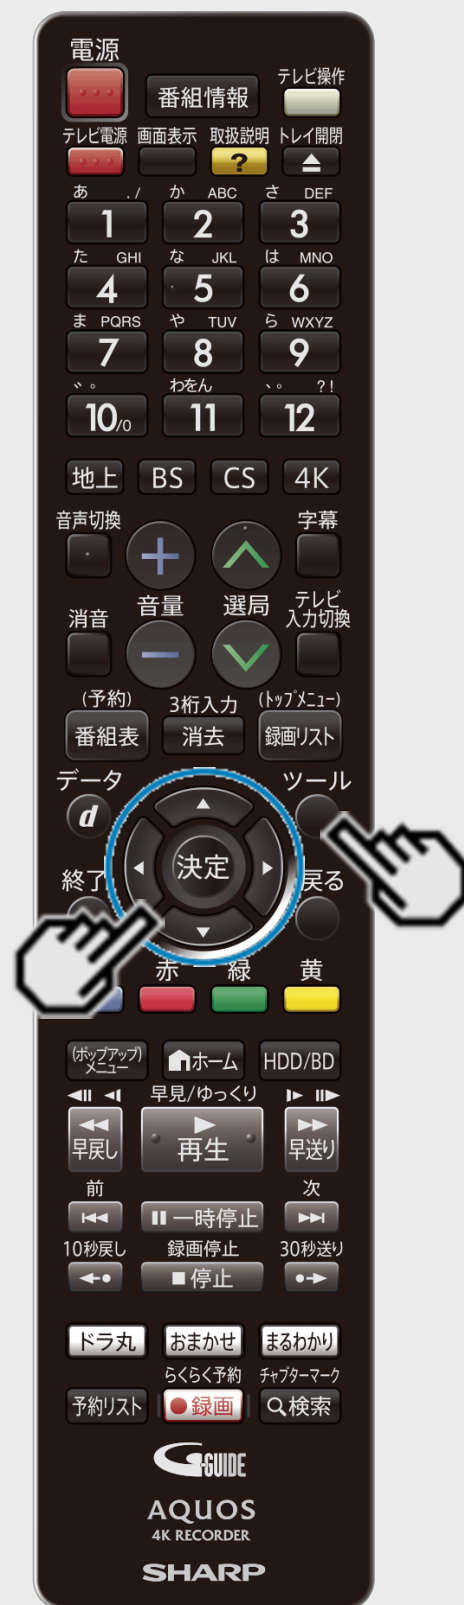 電源
番組情報
テレビ操作
テレビ電源 画面表示 取扱説明 トレイ開閉
?
あ ./ か ABC さ DEF
1 2 3
た GHI な JKL は MNO
4 5 6
ま PQRS や TUV ら WXYZ
7 8 9
゛゜ わをん 、。 ?!
10/0 11 12
地上 BS CS 4K
音声切換 字幕
+
音量 選局
消音 テレビ
入力切換
−
(予約) 3桁入力 (トップメニュー)
番組表 消去 録画リスト
データ ツール
d
決定
終了 戻る
赤 緑 黄
(ポップアップ)
メニュー
ホーム HDD/BD
早見/ゆっくり
早戻し 再生 早送り
前 次
一時停止
10秒戻し 録画停止 30秒送り
停止
ドラ丸 おまかせ まるわかり
らくらく予約 チャプターマーク
予約リスト 録画 検索
G-GUIDE
AQUOS
4K RECORDER
SHARP